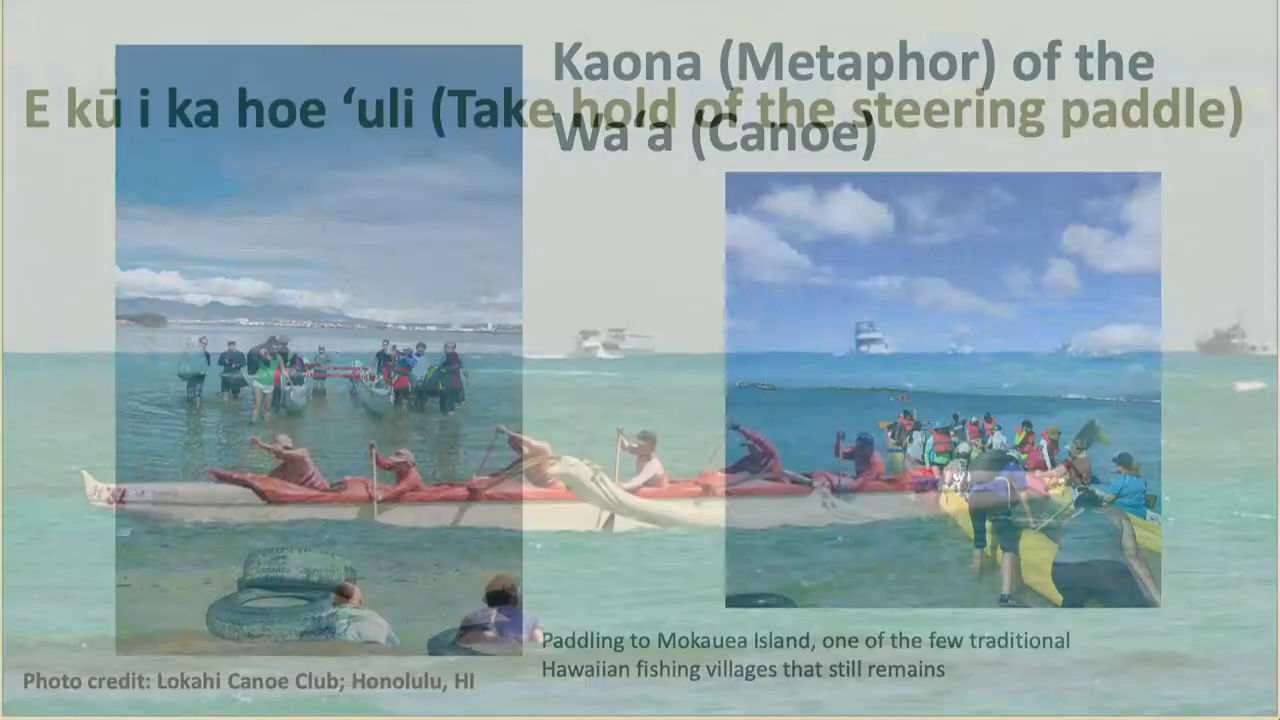 Kaona (Metaphor) of the
Waʻa (Canoe)
E kū i ka hoe ʻuli (Take hold of the steering paddle)
Paddling to Mokauea Island, one of the few traditional
Hawaiian fishing villages that still remains
Photo credit: Lokahi Canoe Club; Honolulu, HI